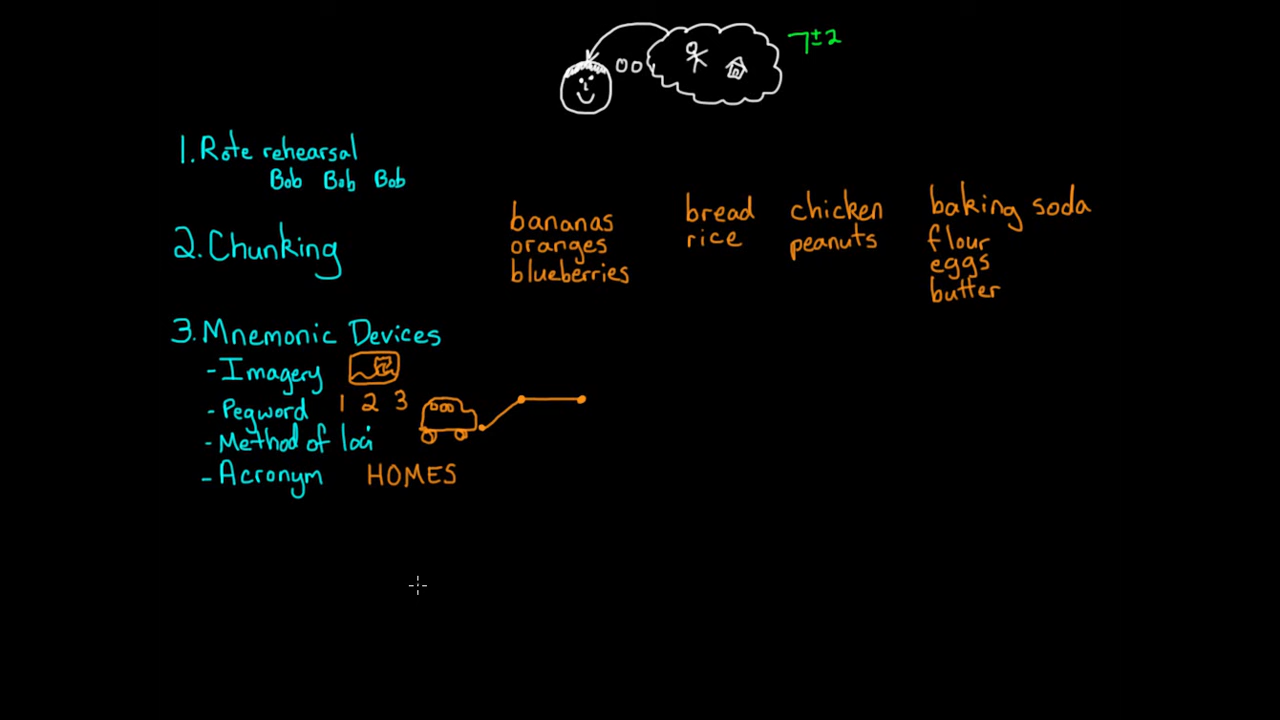 7±2
1. Rote rehearsal
Bob Bob Bob
2. Chunking
bananas
oranges
blueberries
bread
rice
chicken
peanuts
baking soda
flour
eggs
butter
3. Mnemonic Devices
- Imagery
- Pegword 1 2 3
- Method of loci
- Acronym HOMES